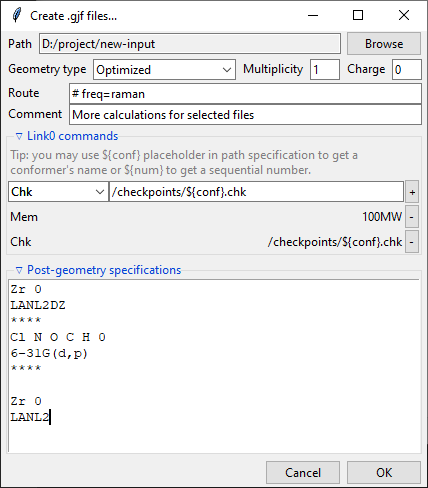 Create .gjf files...
Path D:/project/new-input Browse
Geometry type Optimized Multiplicity 1 Charge 0
Route # freq=raman
Comment More calculations for selected files
▽ Link0 commands
Tip: you may use ${conf} placeholder in path specification to get a
conformer's name or ${num} to get a sequential number.
Chk /checkpoints/${conf}.chk +
Mem 100MW -
Chk /checkpoints/${conf}.chk -
▽ Post-geometry specifications
Zr 0
LANL2DZ
****
Cl N O C H 0
6-31G(d,p)
****
Zr 0
LANL2
Cancel OK